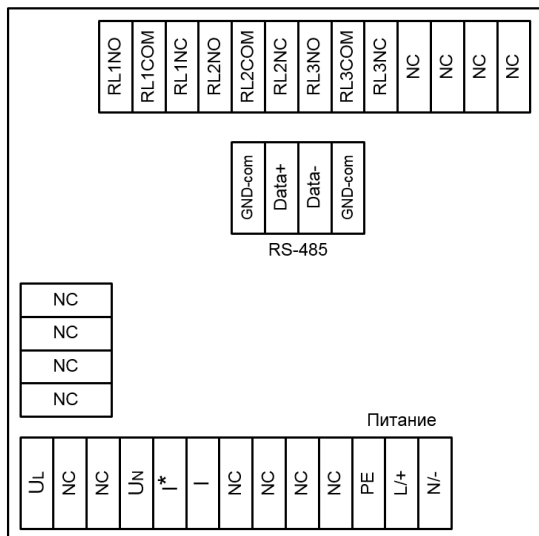 RL1NO RL1COM RL1NC RL2NO RL2COM RL2NC RL3NO RL3COM RL3NC NC NC NC NC
GND-com Data+ Data- GND-com
RS-485
NC
NC
NC
NC
Питание
UL NC NC UN I* I NC NC NC NC PE L/+ N/-